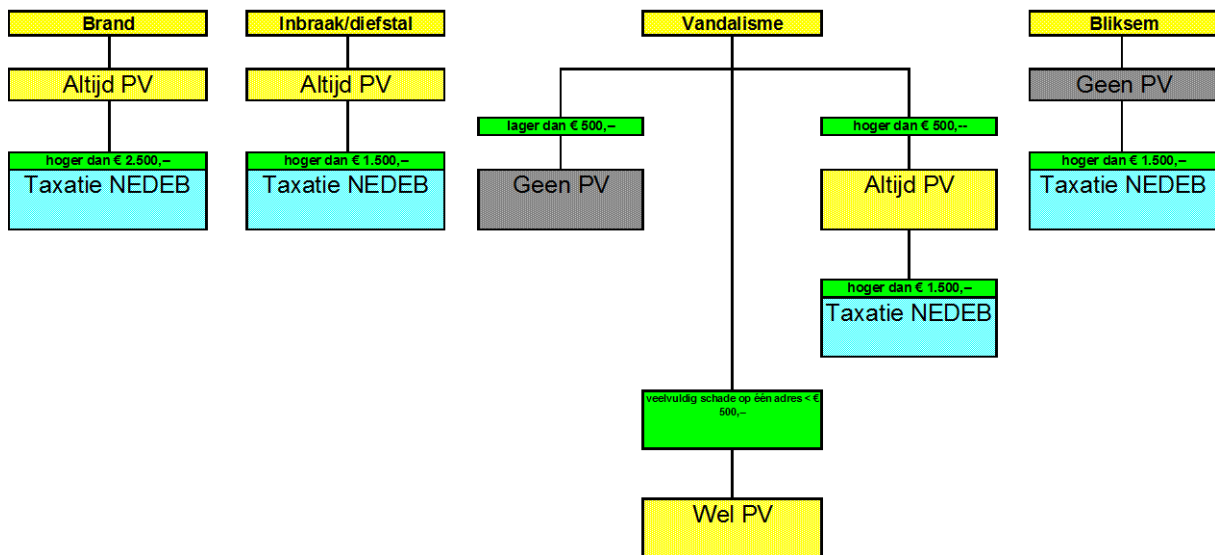 Brand
Inbraak/diefstal
Vandalisme
Bliksem
Altijd PV
Altijd PV
Geen PV
lager dan € 500,–
hoger dan € 500,--
hoger dan € 2.500,–
Taxatie NEDEB
hoger dan € 1.500,–
Taxatie NEDEB
Geen PV
Altijd PV
hoger dan € 1.500,–
Taxatie NEDEB
hoger dan € 1.500,–
Taxatie NEDEB
veelvuldig schade op één adres < €
500,–
Wel PV